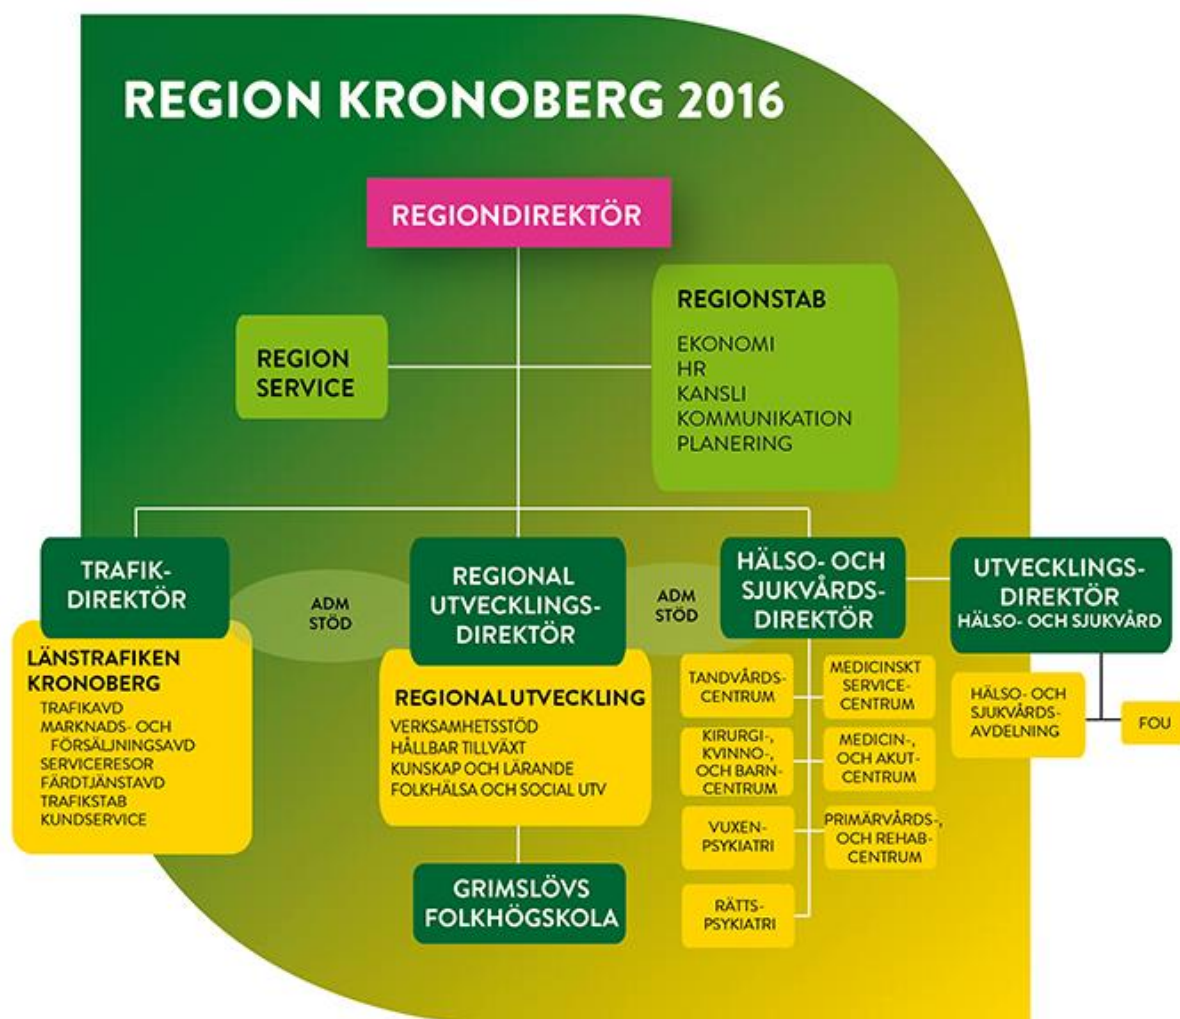 REGION KRONOBERG 2016
REGIONDIREKTÖR
REGION
SERVICE
REGIONSTAB
EKONOMI
HR
KANSLI
KOMMUNIKATION
PLANERING
TRAFIK-
DIREKTÖR
LÄNSTRAFIKEN
KRONOBERG
TRAFIKAVD
MARKNADS- OCH
FÖRSÄLJNINGSAVD
SERVICERESOR
FÄRDTJÄNSTAVD
TRAFIKSTAB
KUNDSERVICE
ADM
STÖD
REGIONAL
UTVECKLINGS-
DIREKTÖR
REGIONALUTVECKLING
VERKSAMHETSSTÖD
HÅLLBAR TILLVÄXT
KUNSKAP OCH LÄRANDE
FOLKHÄLSA OCH SOCIAL UTV
GRIMSLÖVS
FOLKHÖGSKOLA
ADM
STÖD
HÄLSO- OCH
SJUKVÅRDS-
DIREKTÖR
TANDVÅRDS-
CENTRUM
MEDICINSKT
SERVICE-
CENTRUM
KIRURGI-,
KVINNO-,
OCH BARN-
CENTRUM
MEDICIN-,
OCH AKUT-
CENTRUM
VUXEN-
PSYKIATRI
PRIMÄRVÅRDS-,
OCH REHAB-
CENTRUM
RÄTTS-
PSYKIATRI
UTVECKLINGS-
DIREKTÖR
HÄLSO- OCH SJUKVÅRD
HÄLSO- OCH
SJUKVÅRDS-
AVDELNING
FOU